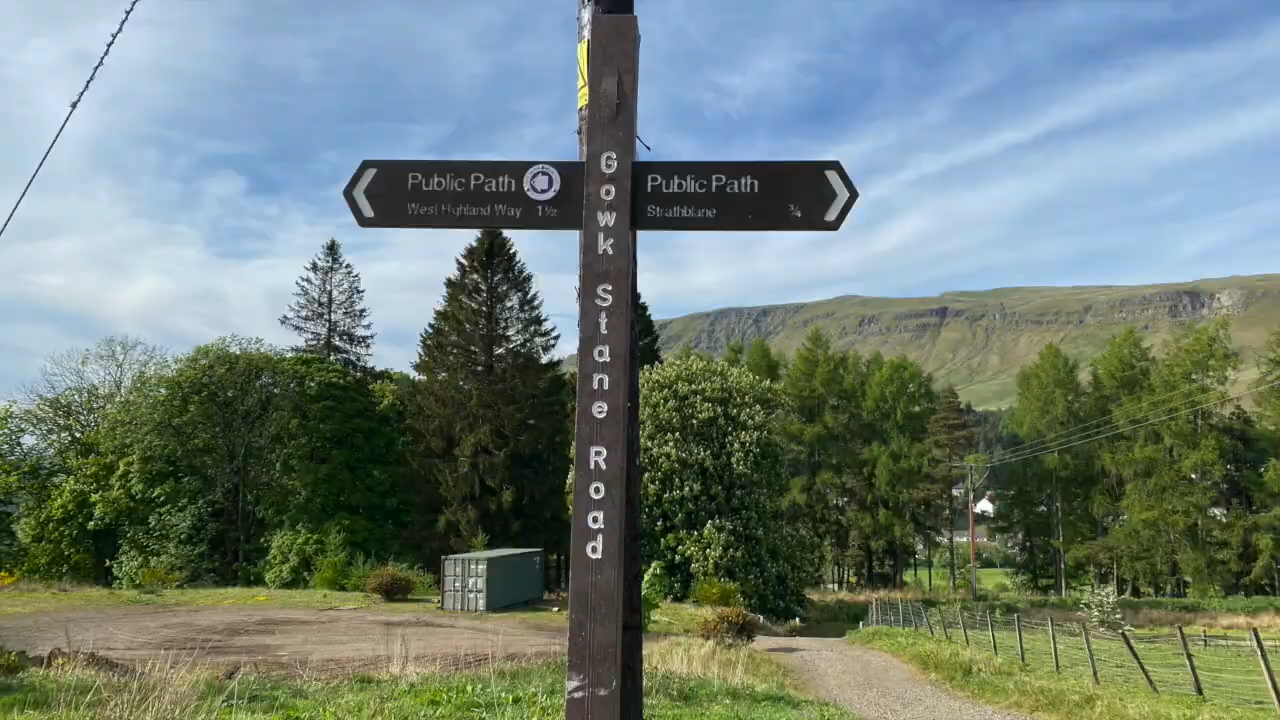 Public Path
West Highland Way 1½
Public Path
Strathblane ¾
Gowk Stane Road